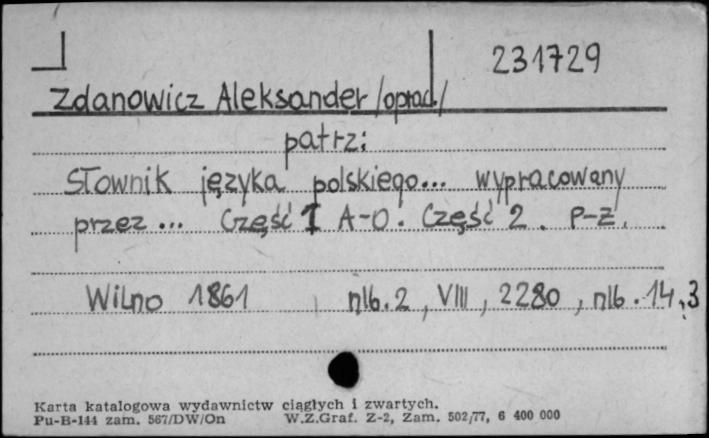 231729
Zdanowicz Aleksander /oprac/
patrz:
Słownik języka polskiego... wypracowany
przez... Część I A-O. Część 2. P-Z.
Wilno 1861 nlb. 2, VIII, 2280, nlb. 14, 3
Karta katalogowa wydawnictw ciągłych i zwartych.
Pu-B-144 zam. 567/DW/On W.Z.Graf. Z-2, Zam. 502/77, 6 400 000